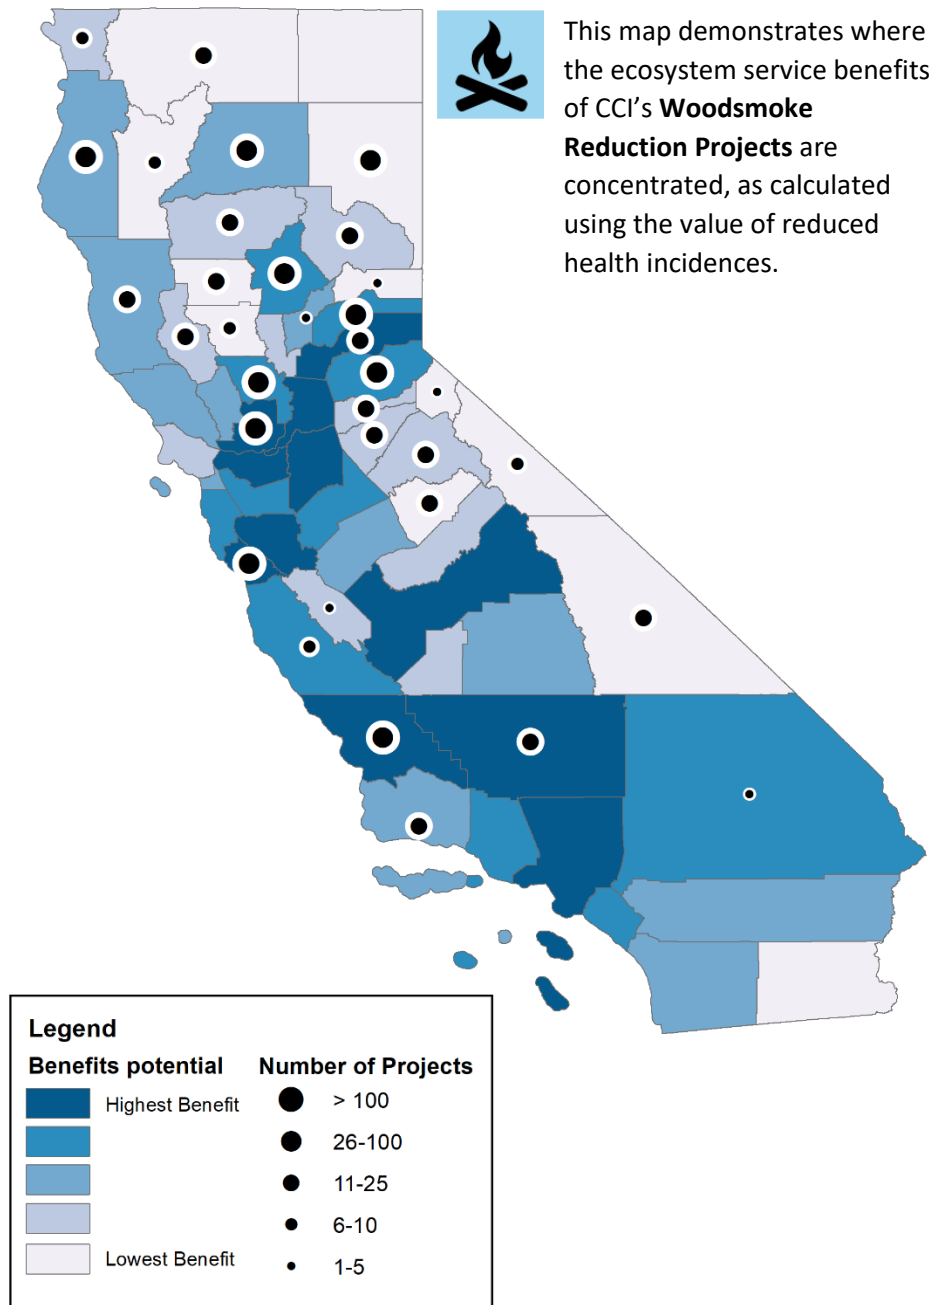 This map demonstrates where
the ecosystem service benefits
of CCI’s Woodsmoke
Reduction Projects are
concentrated, as calculated
using the value of reduced
health incidences.
Legend
Benefits potential
Highest Benefit
Lowest Benefit
Number of Projects
> 100
26-100
11-25
6-10
1-5